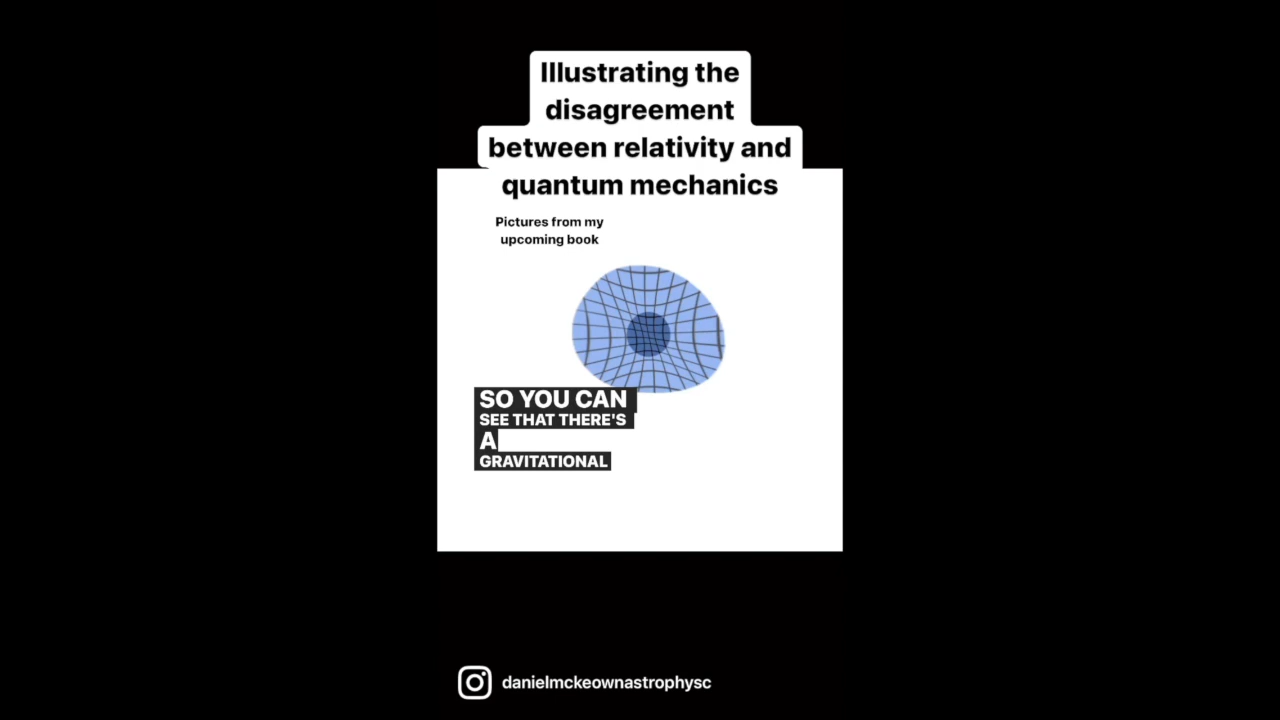 Illustrating the
disagreement
between relativity and
quantum mechanics
Pictures from my
upcoming book
SO YOU CAN
SEE THAT THERE'S
A
GRAVITATIONAL
danielmckeownastrophysc